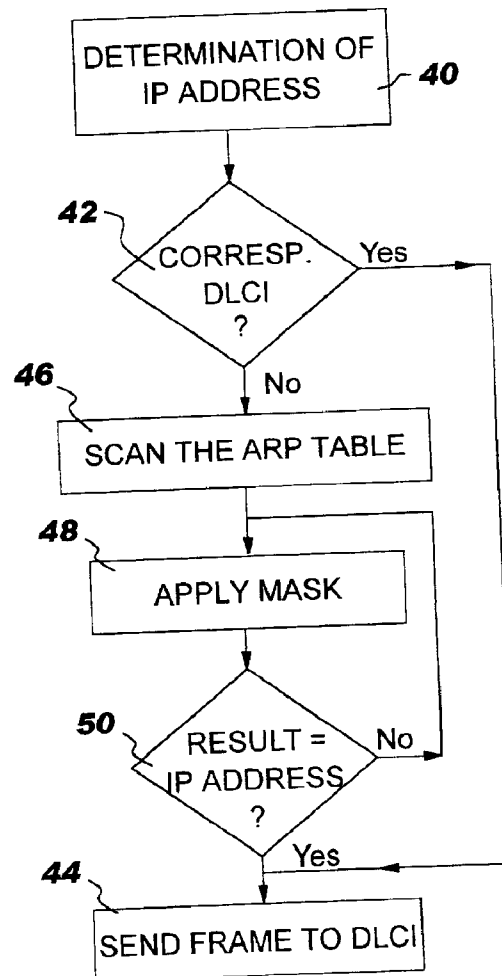 DETERMINATION OF
IP ADDRESS
40
42
CORRESP.
DLCI
?
Yes
No
46
SCAN THE ARP TABLE
48
APPLY MASK
50
RESULT =
IP ADDRESS
?
No
Yes
44
SEND FRAME TO DLCI